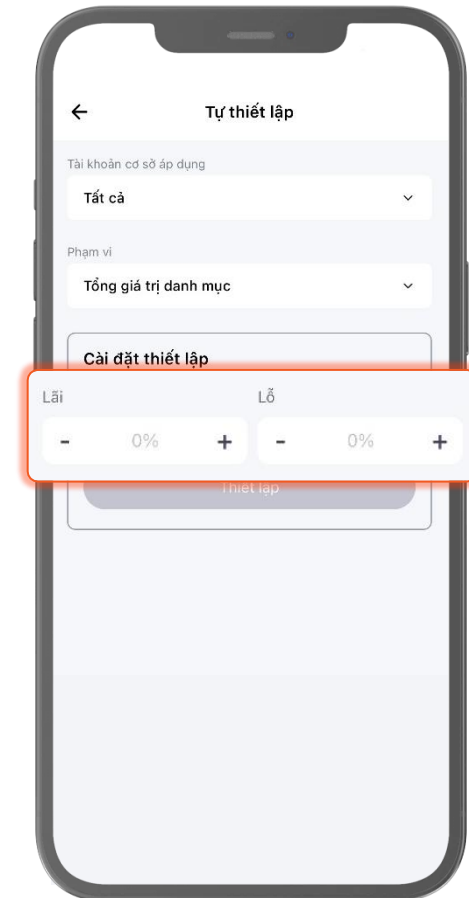 Tự thiết lập
Tài khoản cơ sở áp dụng
Tất cả
Phạm vi
Tổng giá trị danh mục
Cài đặt thiết lập
Lãi Lỗ
- 0% + - 0% +
Thiết lập